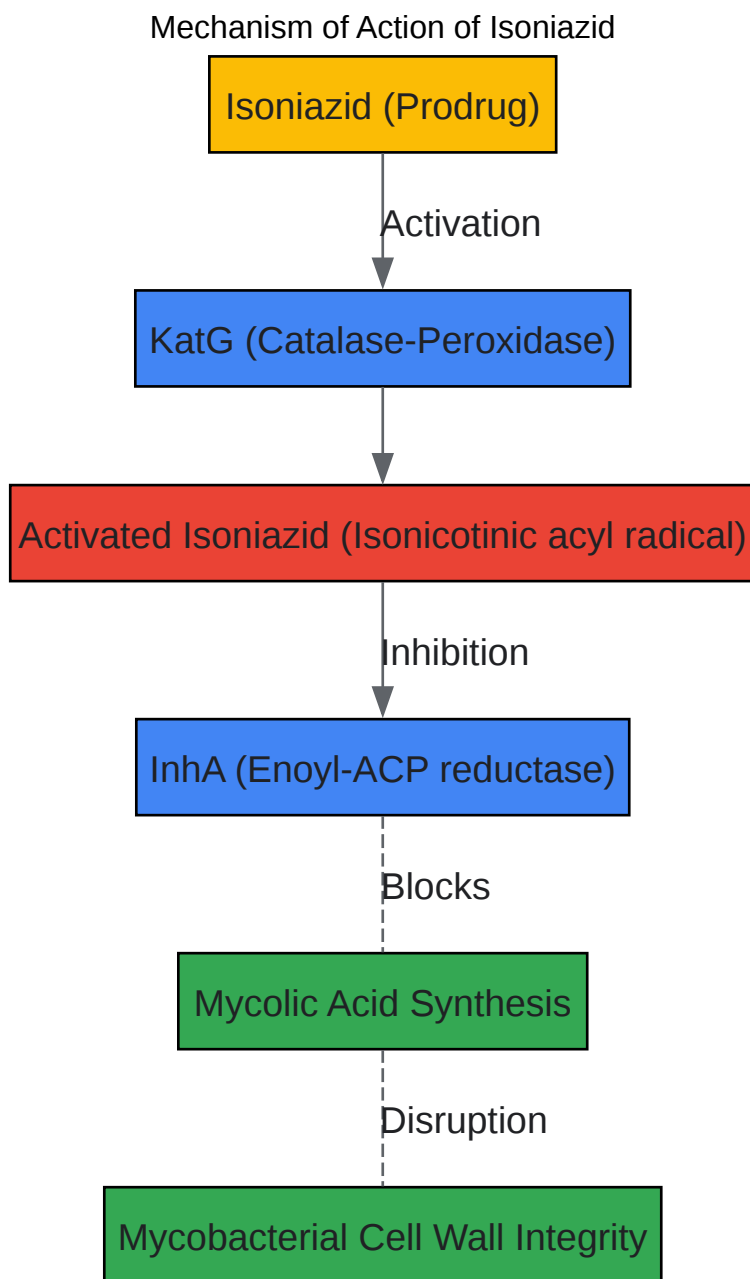 Mechanism of Action of Isoniazid
Isoniazid (Prodrug)
Activation
KatG (Catalase-Peroxidase)
Activated Isoniazid (Isonicotinic acyl radical)
Inhibition
InhA (Enoyl-ACP reductase)
Blocks
Mycolic Acid Synthesis
Disruption
Mycobacterial Cell Wall Integrity